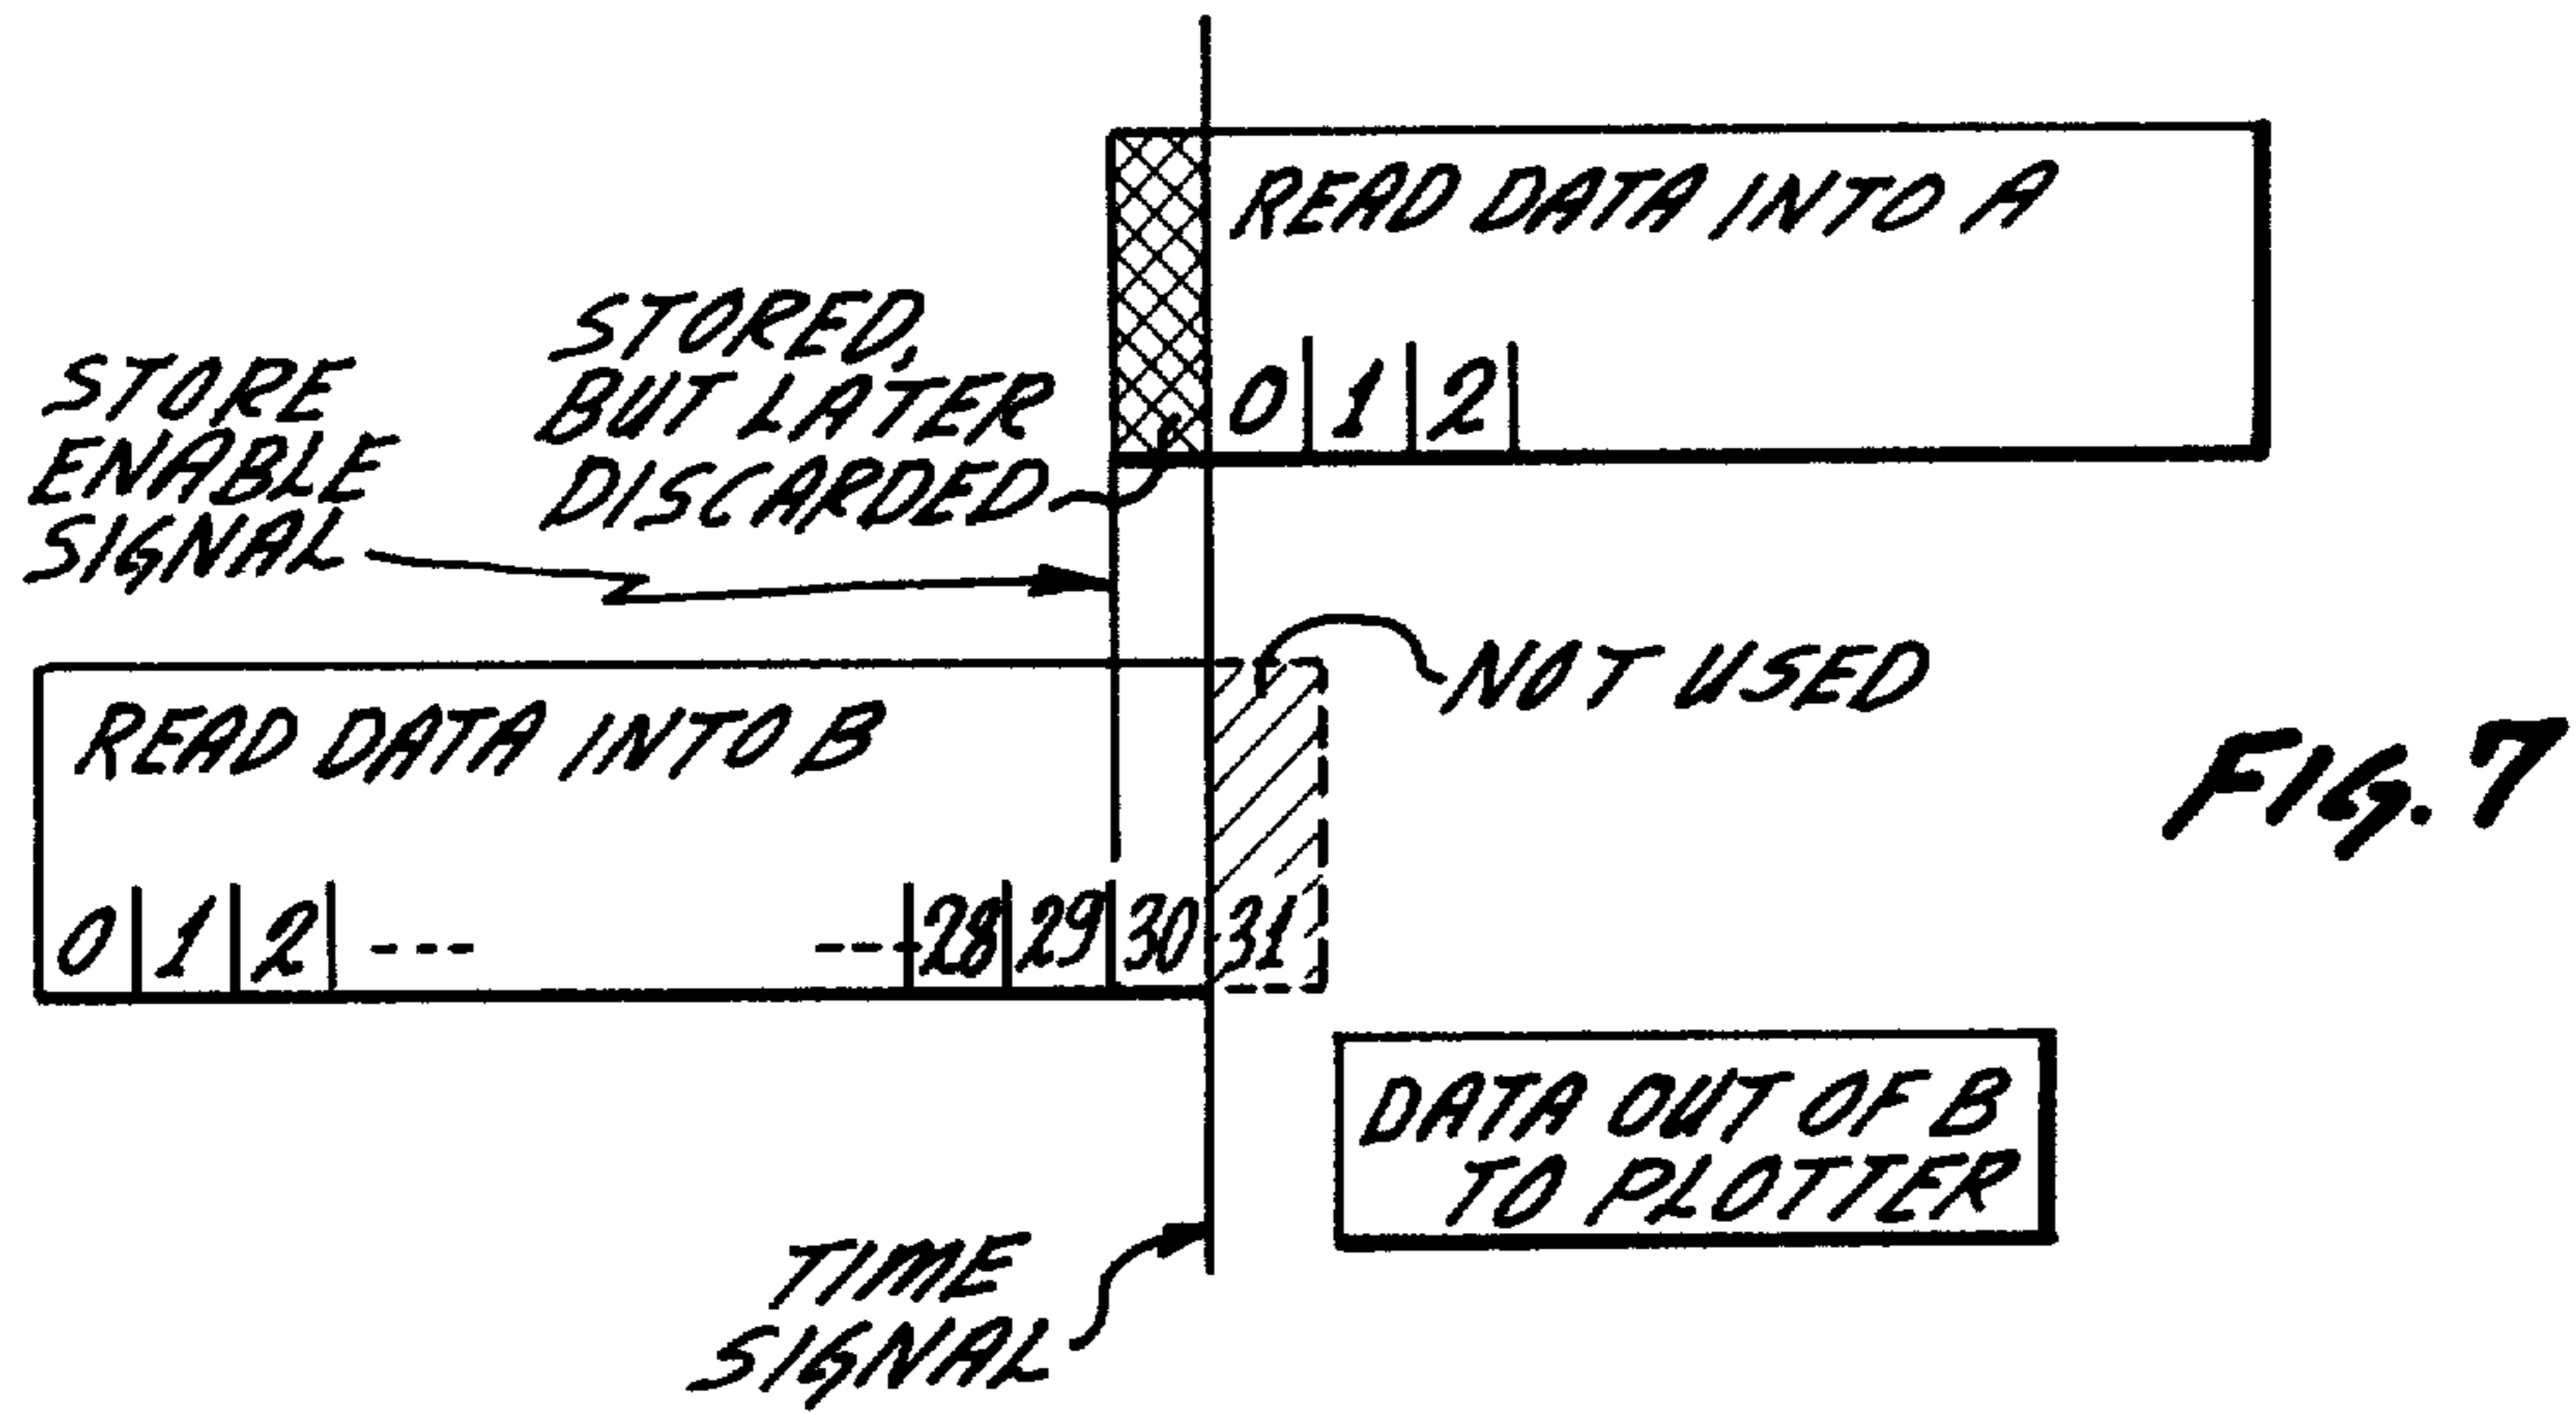 READ DATA INTO A
0 1 2
STORED,
BUT LATER
DISCARDED
STORE
ENABLE
SIGNAL
NOT USED
READ DATA INTO B
0 1 2 --- --- 28 29 30 31
FIG. 7
DATA OUT OF B
TO PLOTTER
TIME
SIGNAL